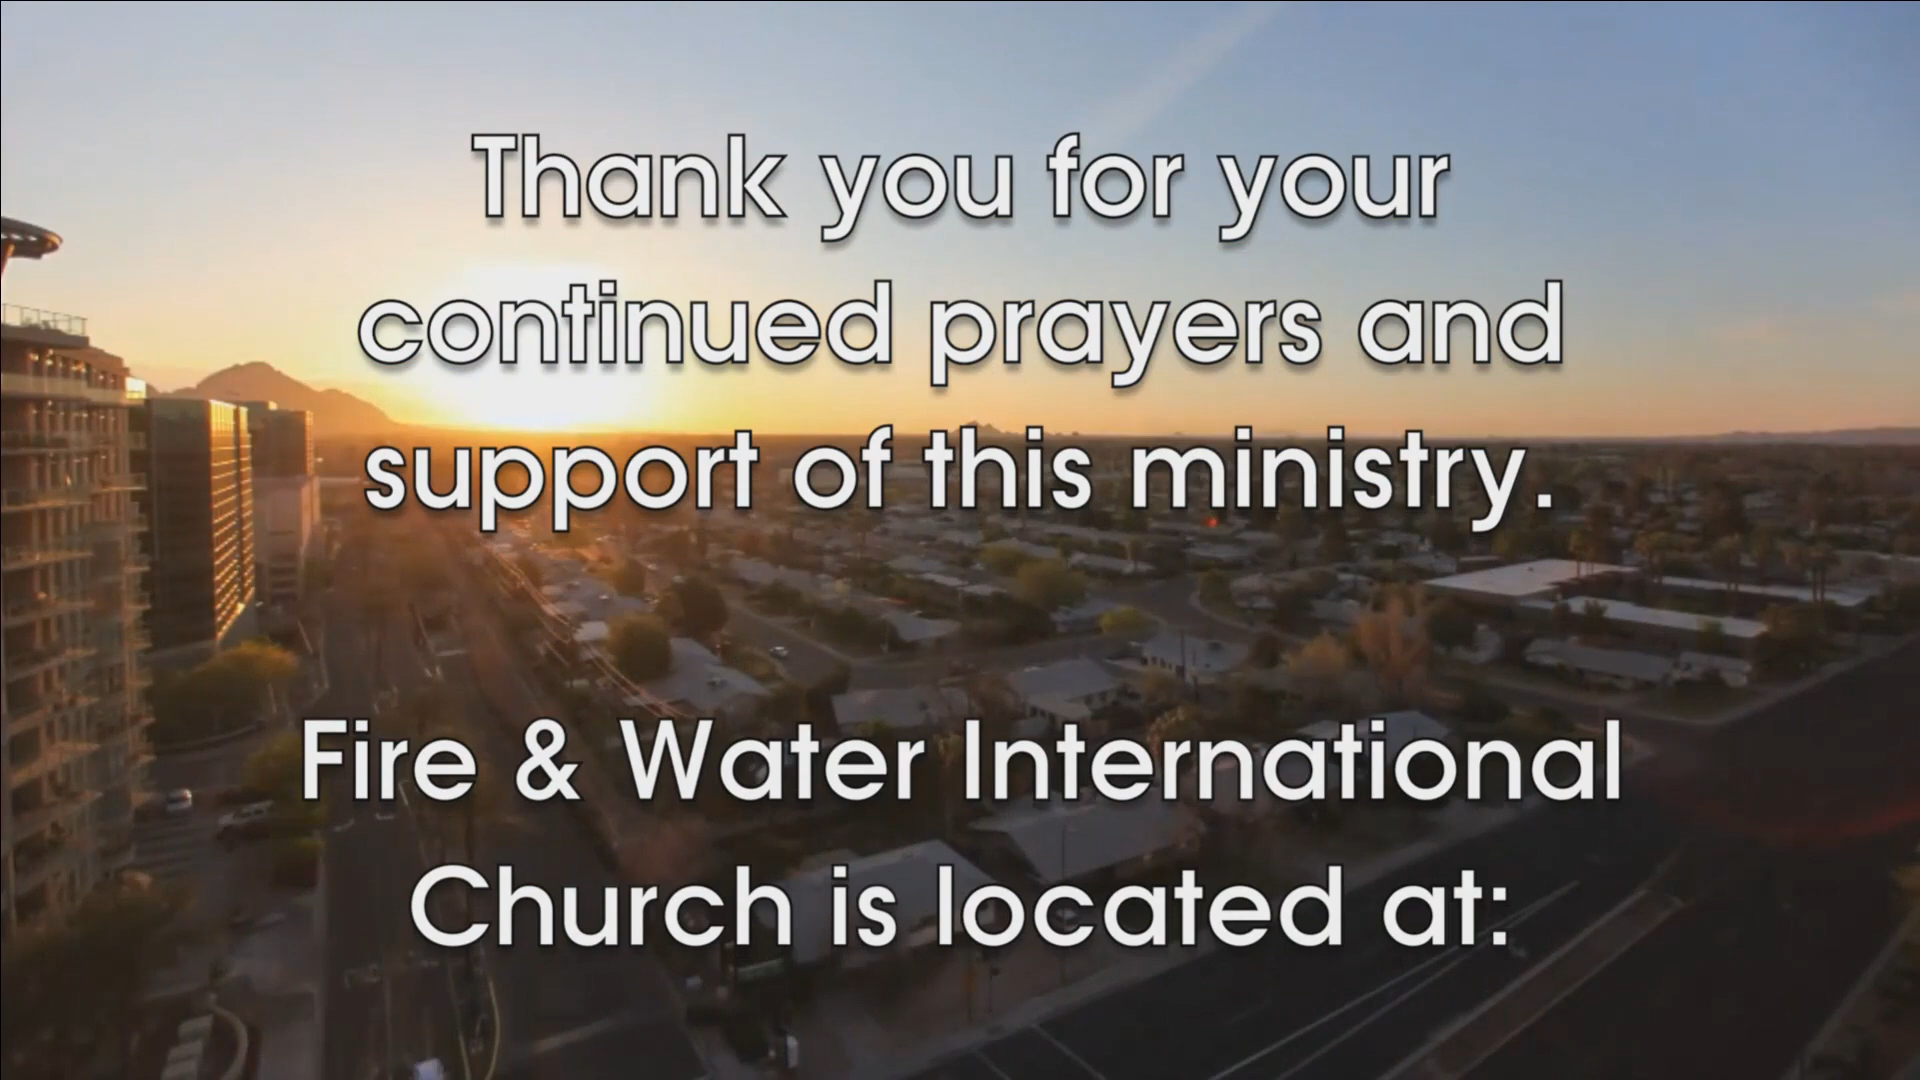 Thank you for your
continued prayers and
support of this ministry.
Fire & Water International
Church is located at: